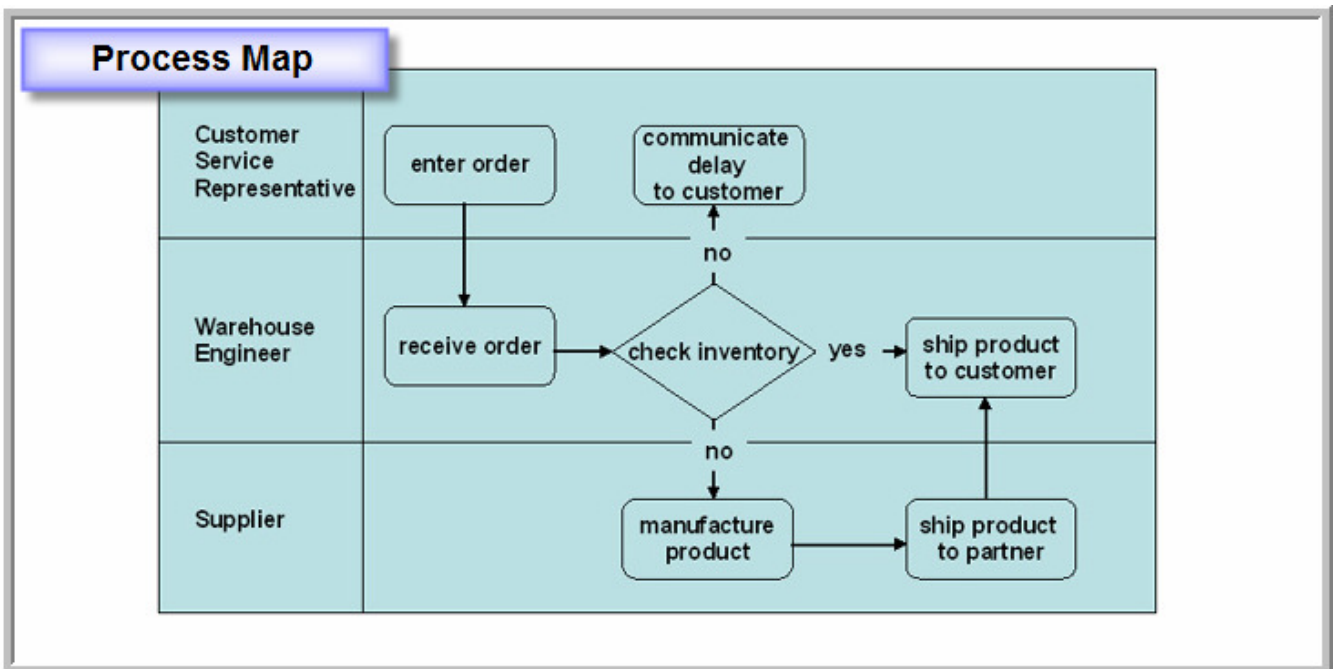 Process Map
Customer
Service
Representative
enter order
communicate
delay
to customer
no
Warehouse
Engineer
receive order
check inventory
yes
ship product
to customer
no
Supplier
manufacture
product
ship product
to partner